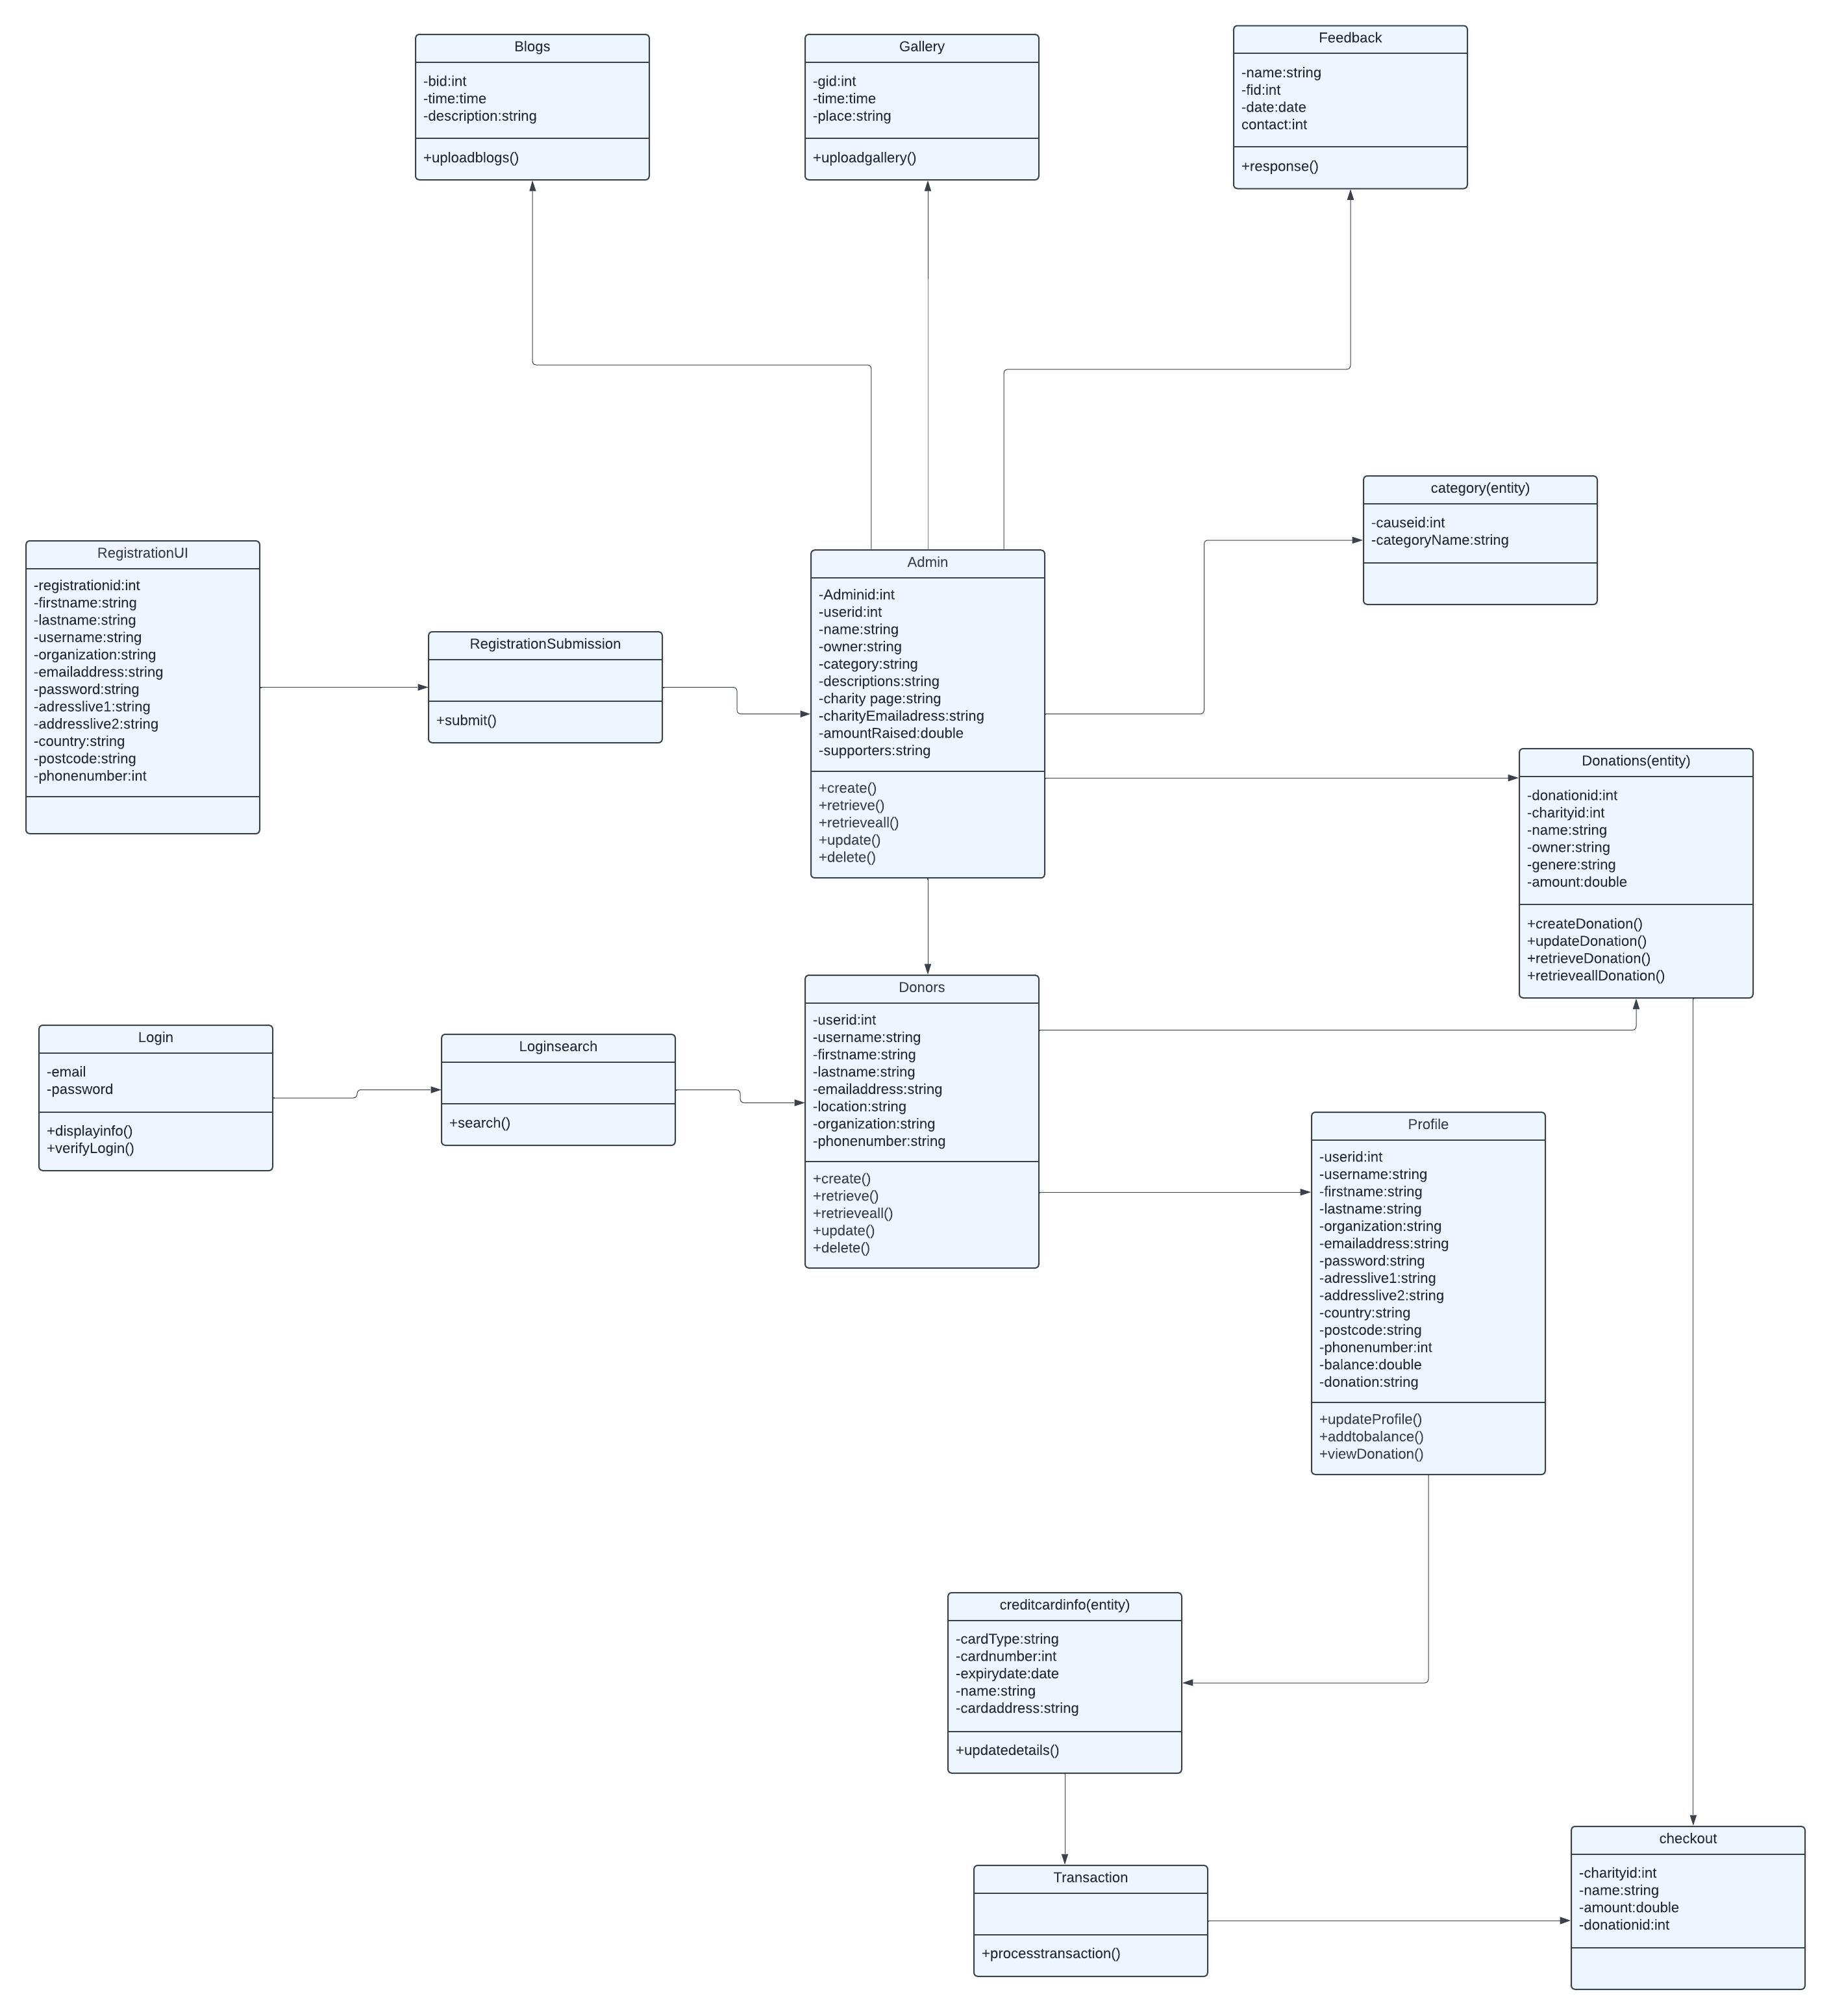 Blogs
-bid:int
-time:time
-description:string
+uploadblogs()
Gallery
-gid:int
-time:time
-place:string
+uploadgallery()
Feedback
-name:string
-fid:int
-date:date
contact:int
+response()
category(entity)
-causeid:int
-categoryName:string
RegistrationUI
-registrationid:int
-firstname:string
-lastname:string
-username:string
-organization:string
-emailaddress:string
-password:string
-adresslive1:string
-addresslive2:string
-country:string
-postcode:string
-phonenumber:int
RegistrationSubmission
+submit()
Admin
-Adminid:int
-userid:int
-name:string
-owner:string
-category:string
-descriptions:string
-charity page:string
-charityEmailadress:string
-amountRaised:double
-supporters:string
+create()
+retrieve()
+retrieveall()
+update()
+delete()
Donations(entity)
-donationid:int
-charityid:int
-name:string
-owner:string
-genere:string
-amount:double
+createDonation()
+updateDonation()
+retrieveDonation()
+retrieveallDonation()
Login
-email
-password
+displayinfo()
+verifyLogin()
Loginsearch
+search()
Donors
-userid:int
-username:string
-firstname:string
-lastname:string
-emailaddress:string
-location:string
-organization:string
-phonenumber:string
+create()
+retrieve()
+retrieveall()
+update()
+delete()
Profile
-userid:int
-username:string
-firstname:string
-lastname:string
-organization:string
-emailaddress:string
-password:string
-adresslive1:string
-addresslive2:string
-country:string
-postcode:string
-phonenumber:int
-balance:double
-donation:string
+updateProfile()
+addtobalance()
+viewDonation()
creditcardinfo(entity)
-cardType:string
-cardnumber:int
-expirydate:date
-name:string
-cardaddress:string
+updatedetails()
Transaction
+processtransaction()
checkout
-charityid:int
-name:string
-amount:double
-donationid:int